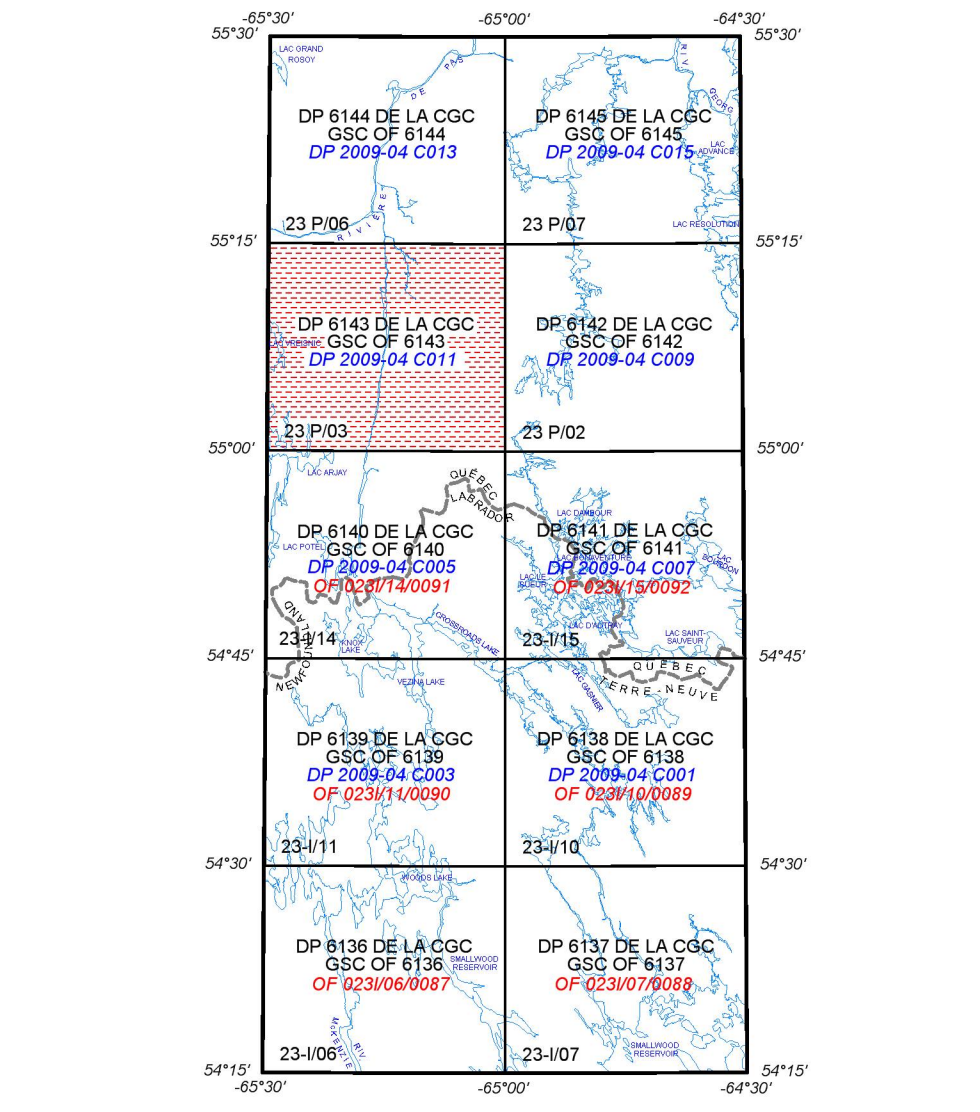 -65°30' -65°00' -64°30'
55°30' 55°30'
LAC GRAND
ROSOY
DE PAS
RIV.
GEORG
DP 6144 DE LA CGC
GSC OF 6144
DP 2009-04 C013
DP 6145 DE LA CGC
GSC OF 6145
DP 2009-04 C015
LAC
ADVANCE
RIVIÈRE
23 P/06
23 P/07
LAC RESOLUTION
55°15' 55°15'
DP 6143 DE LA CGC
GSC OF 6143
DP 2009-04 C011
DP 6142 DE LA CGC
GSC OF 6142
DP 2009-04 C009
23 P/03
23 P/02
55°00' 55°00'
LAC ARJAY
QUÉBEC
LABRADOR
LAC DAMBOUR
DP 6140 DE LA CGC
GSC OF 6140
DP 2009-04 C005
OF 023I/14/0091
LAC POTEL
DP 6141 DE LA CGC
GSC OF 6141
DP 2009-04 C007
OF 023I/15/0092
LAC BONAVENTURE
LAC LE
LAC
BOURDON
NEWFOUNDLAND
23-I/14
KNOX
LAKE
CROSSROADS LAKE
23-I/15
LAC D'AUTRAY
LAC SAINT-
SAUVEUR
54°45' 54°45'
QUÉBEC
TERRE-NEUVE
VEZINA LAKE
LAC GASNIER
DP 6139 DE LA CGC
GSC OF 6139
DP 2009-04 C003
OF 023I/11/0090
DP 6138 DE LA CGC
GSC OF 6138
DP 2009-04 C001
OF 023I/10/0089
23-I/11
23-I/10
54°30' 54°30'
WOODS LAKE
DP 6136 DE LA CGC
GSC OF 6136
OF 023I/06/0087
SMALLWOOD
RESERVOIR
DP 6137 DE LA CGC
GSC OF 6137
OF 023I/07/0088
McKENZIE
RIV
23-I/06
23-I/07
SMALLWOOD
RESERVOIR
54°15' 54°15'
-65°30' -65°00' -64°30'